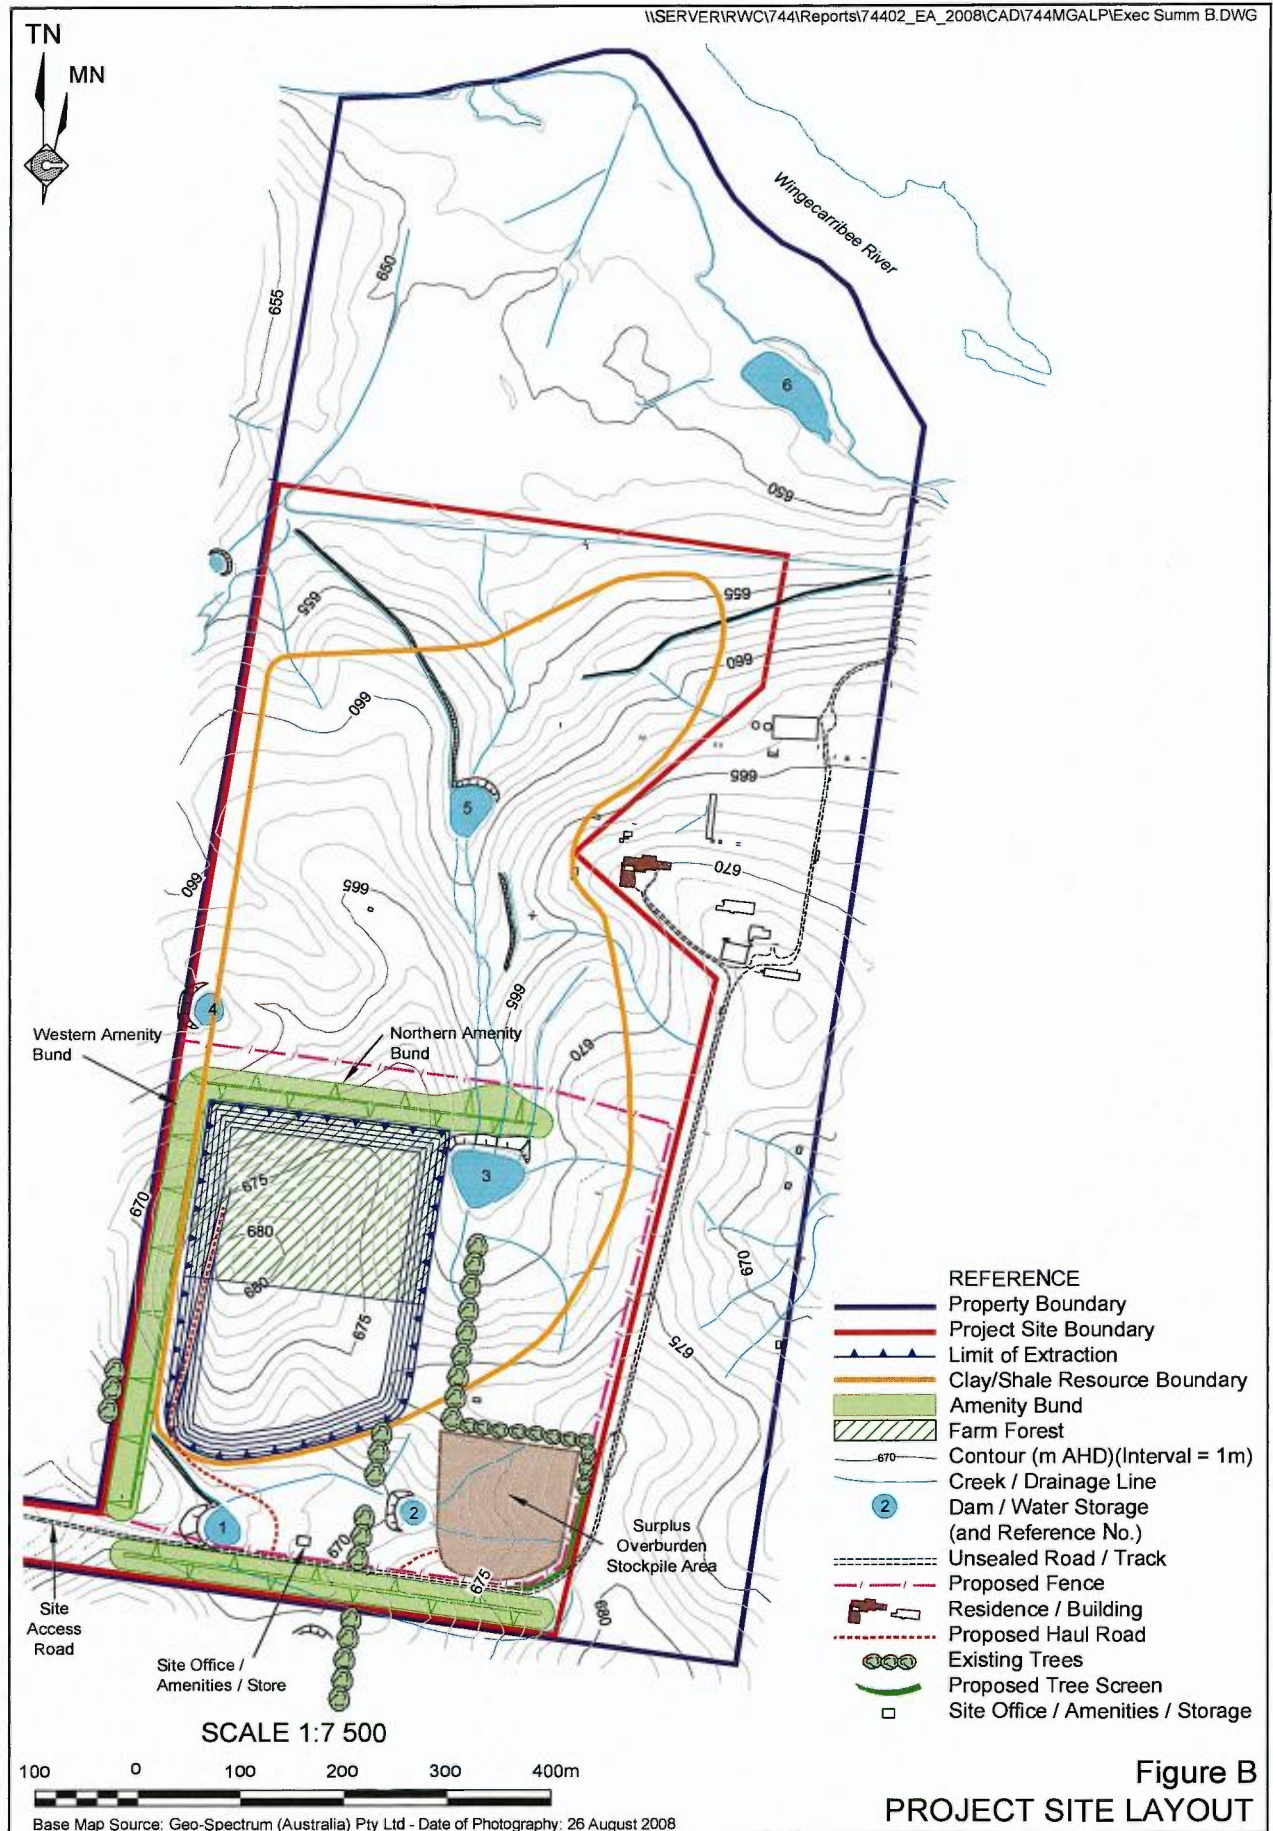 \\SERVER\RWC\744\Reports\74402_EA_2008\CAD\744MGALP\Exec Summ B.DWG
TN
MN
Wingecarribee River
650
655
6
650
655
655
660
660
665
5
670
660
665
665
4
Western Amenity
Bund
Northern Amenity
Bund
670
3
675
670
680
680
670
675
675
REFERENCE
Property Boundary
Project Site Boundary
Limit of Extraction
Clay/Shale Resource Boundary
Amenity Bund
Farm Forest
670
Contour (m AHD)(Interval = 1m)
Creek / Drainage Line
2
Dam / Water Storage
(and Reference No.)
Unsealed Road / Track
Proposed Fence
Residence / Building
Proposed Haul Road
Existing Trees
Proposed Tree Screen
Site Office / Amenities / Storage
1
2
670
675
680
Surplus
Overburden
Stockpile Area
Site
Access
Road
Site Office /
Amenities / Store
SCALE 1:7 500
100 0 100 200 300 400m
Base Map Source: Geo-Spectrum (Australia) Pty Ltd - Date of Photography: 26 August 2008
Figure B
PROJECT SITE LAYOUT